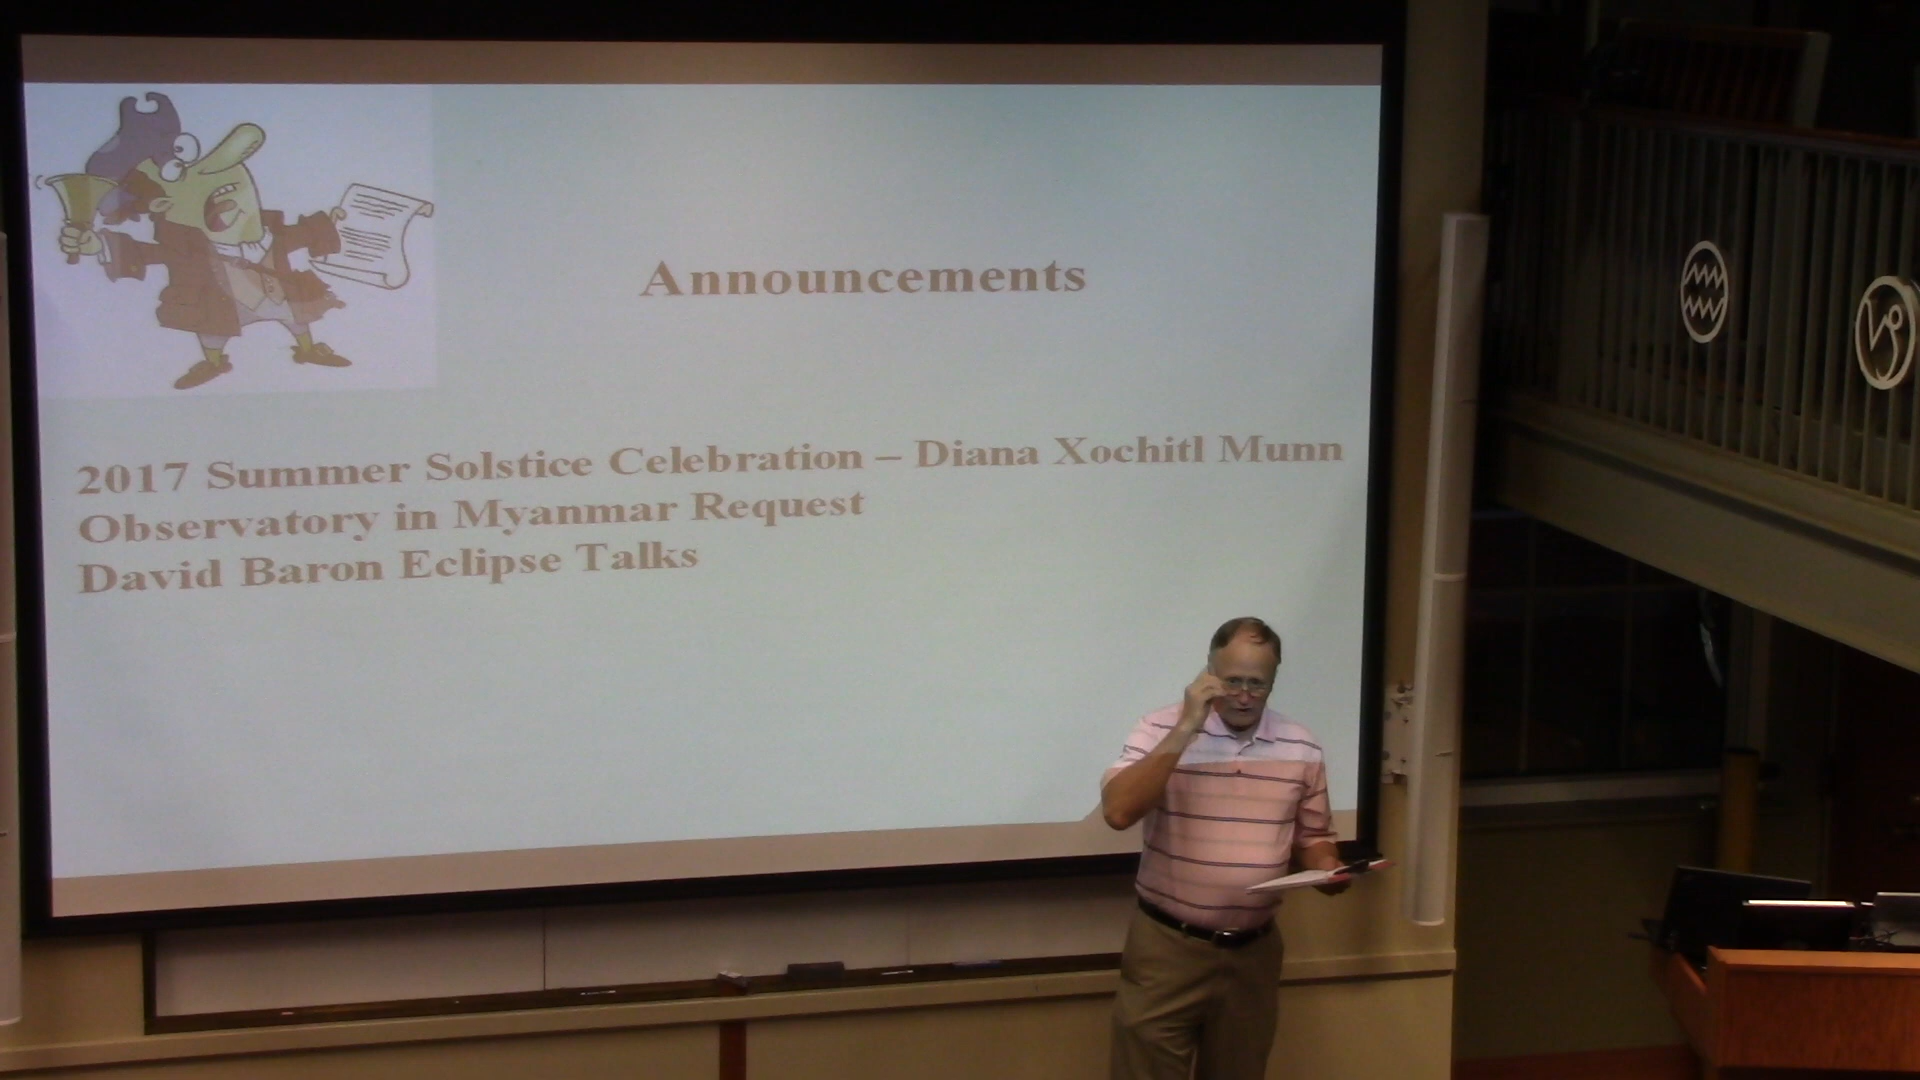 Announcements
2017 Summer Solstice Celebration – Diana Xochitl Munn
Observatory in Myanmar Request
David Baron Eclipse Talks